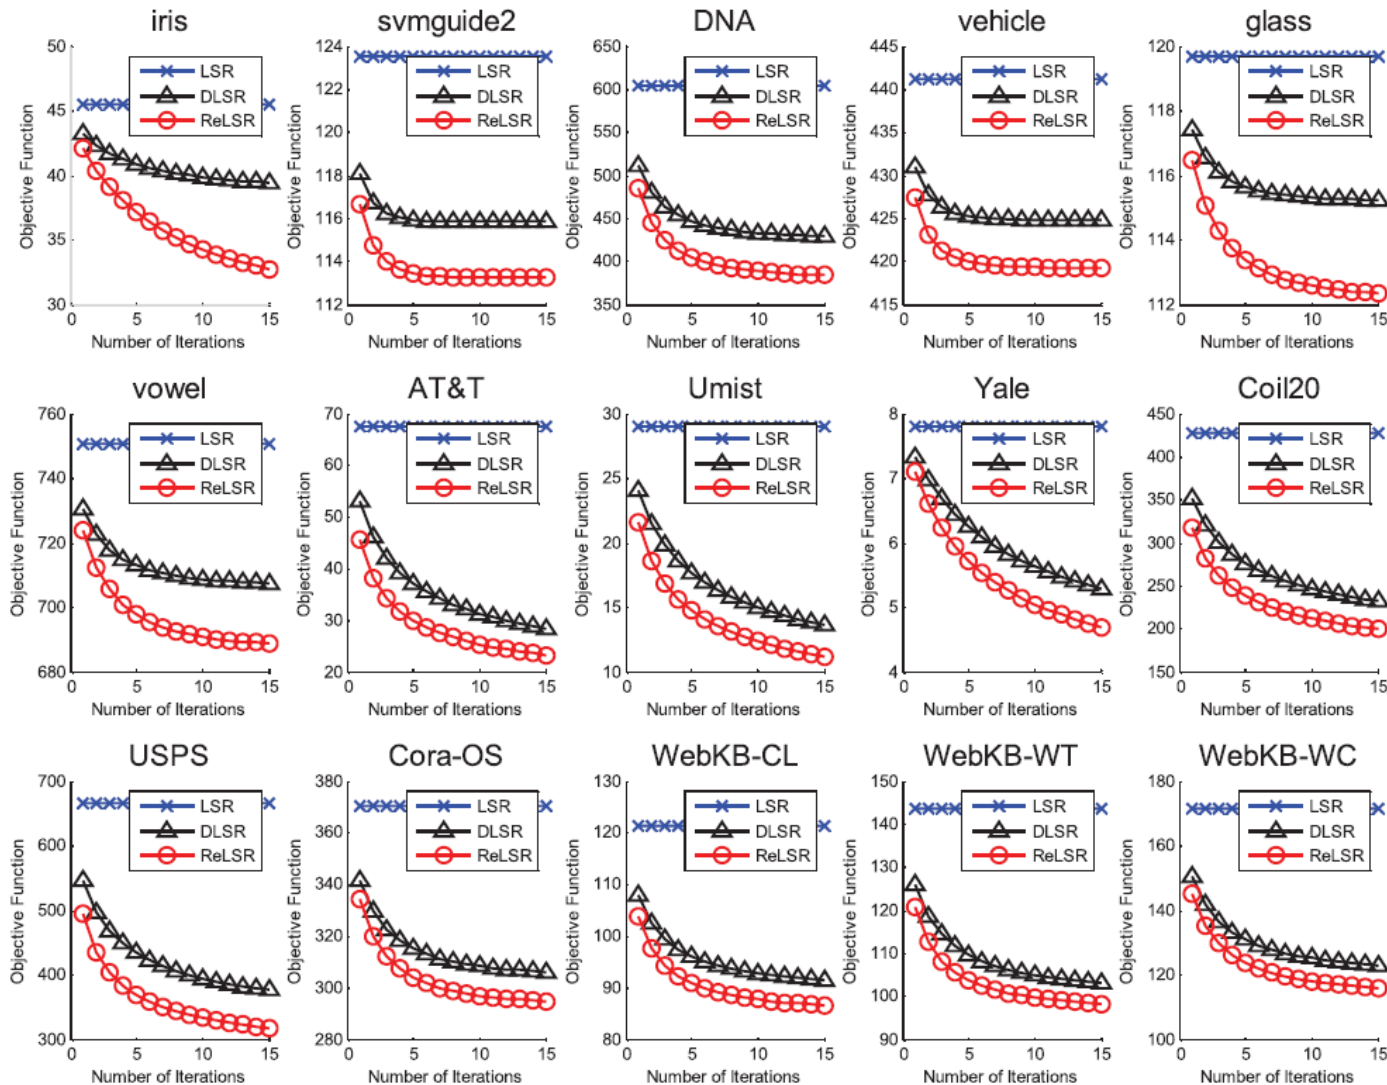 iris
50
45
40
35
30
0 5 10 15
Objective Function
Number of Iterations
LSR
DLSR
ReLSR
svmguide2
124
122
120
118
116
114
112
0 5 10 15
Objective Function
Number of Iterations
LSR
DLSR
ReLSR
DNA
650
600
550
500
450
400
350
0 5 10 15
Objective Function
Number of Iterations
LSR
DLSR
ReLSR
vehicle
445
440
435
430
425
420
415
0 5 10 15
Objective Function
Number of Iterations
LSR
DLSR
ReLSR
glass
120
118
116
114
112
0 5 10 15
Objective Function
Number of Iterations
LSR
DLSR
ReLSR
vowel
760
740
720
700
680
0 5 10 15
Objective Function
Number of Iterations
LSR
DLSR
ReLSR
AT&T
70
60
50
40
30
20
0 5 10 15
Objective Function
Number of Iterations
LSR
DLSR
ReLSR
Umist
30
25
20
15
10
0 5 10 15
Objective Function
Number of Iterations
LSR
DLSR
ReLSR
Yale
8
7
6
5
4
0 5 10 15
Objective Function
Number of Iterations
LSR
DLSR
ReLSR
Coil20
450
400
350
300
250
200
150
0 5 10 15
Objective Function
Number of Iterations
LSR
DLSR
ReLSR
USPS
700
600
500
400
300
0 5 10 15
Objective Function
Number of Iterations
LSR
DLSR
ReLSR
Cora-OS
380
360
340
320
300
280
0 5 10 15
Objective Function
Number of Iterations
LSR
DLSR
ReLSR
WebKB-CL
130
120
110
100
90
80
0 5 10 15
Objective Function
Number of Iterations
LSR
DLSR
ReLSR
WebKB-WT
150
140
130
120
110
100
90
0 5 10 15
Objective Function
Number of Iterations
LSR
DLSR
ReLSR
WebKB-WC
180
160
140
120
100
0 5 10 15
Objective Function
Number of Iterations
LSR
DLSR
ReLSR